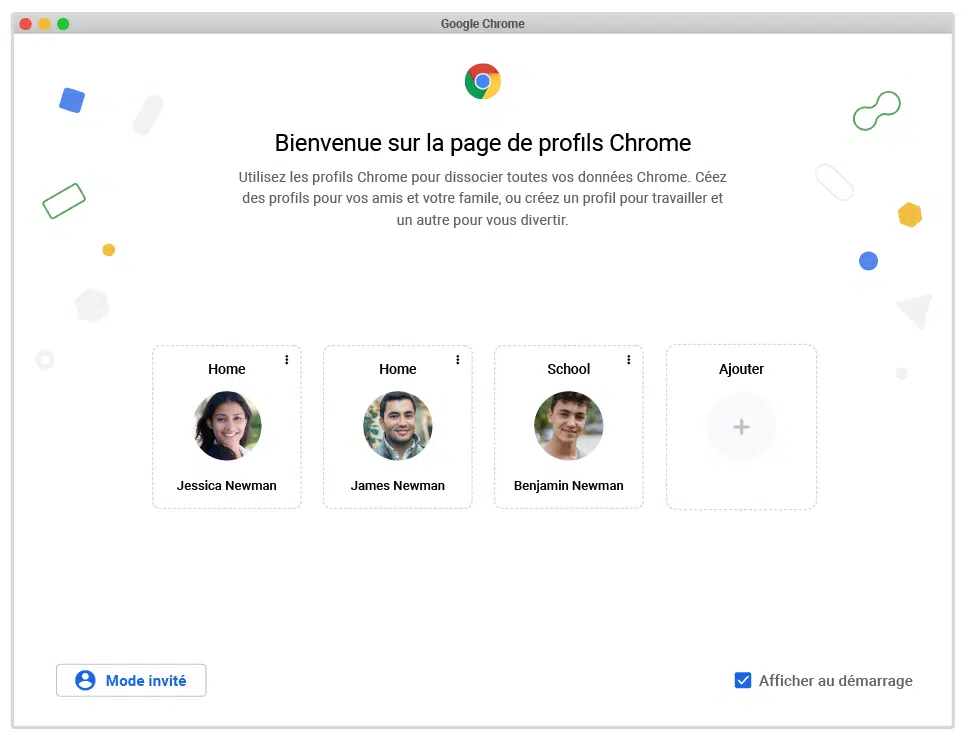 Google Chrome
Bienvenue sur la page de profils Chrome
Utilisez les profils Chrome pour dissocier toutes vos données Chrome. Céez
des profils pour vos amis et votre famile, ou créez un profil pour travailler et
un autre pour vous divertir.
Home
Home
School
Ajouter
Jessica Newman
James Newman
Benjamin Newman
Mode invité
Afficher au démarrage